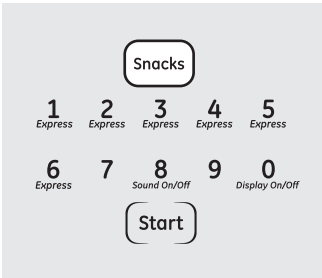 Snacks
1 2 3 4 5
Express Express Express Express Express
6 7 8 9 0
Express Sound On/Off Display On/Off
Start